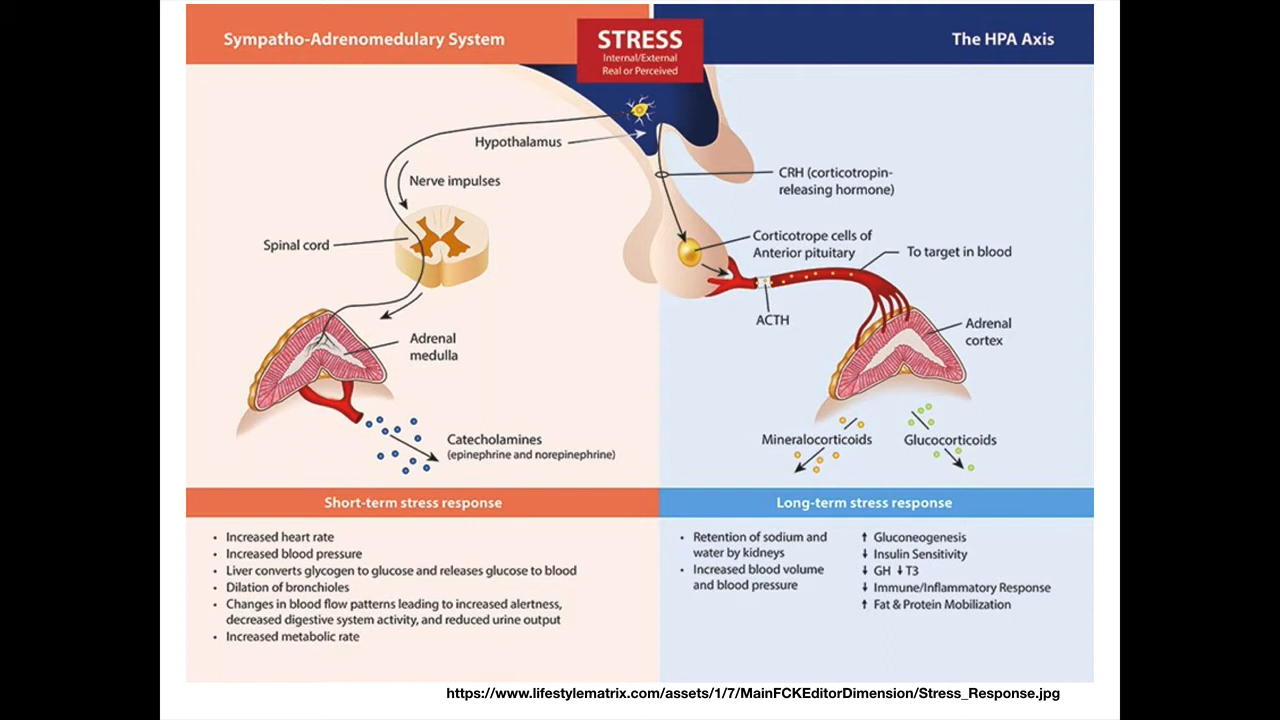 Sympatho-Adrenomedulary System
STRESS
Internal/External
Real or Perceived
The HPA Axis
Hypothalamus
Nerve impulses
Spinal cord
Adrenal
medulla
Catecholamines
(epinephrine and norepinephrine)
CRH (corticotropin-
releasing hormone)
Corticotrope cells of
Anterior pituitary
To target in blood
ACTH
Adrenal
cortex
Mineralocorticoids
Glucocorticoids
Short-term stress response
• Increased heart rate
• Increased blood pressure
• Liver converts glycogen to glucose and releases glucose to blood
• Dilation of bronchioles
• Changes in blood flow patterns leading to increased alertness,
decreased digestive system activity, and reduced urine output
• Increased metabolic rate
Long-term stress response
• Retention of sodium and
water by kidneys
• Increased blood volume
and blood pressure
⬆ Gluconeogenesis
⬇ Insulin Sensitivity
⬇ GH ⬇ T3
⬇ Immune/Inflammatory Response
⬆ Fat & Protein Mobilization
https://www.lifestylematrix.com/assets/1/7/MainFCKEditorDimension/Stress_Response.jpg